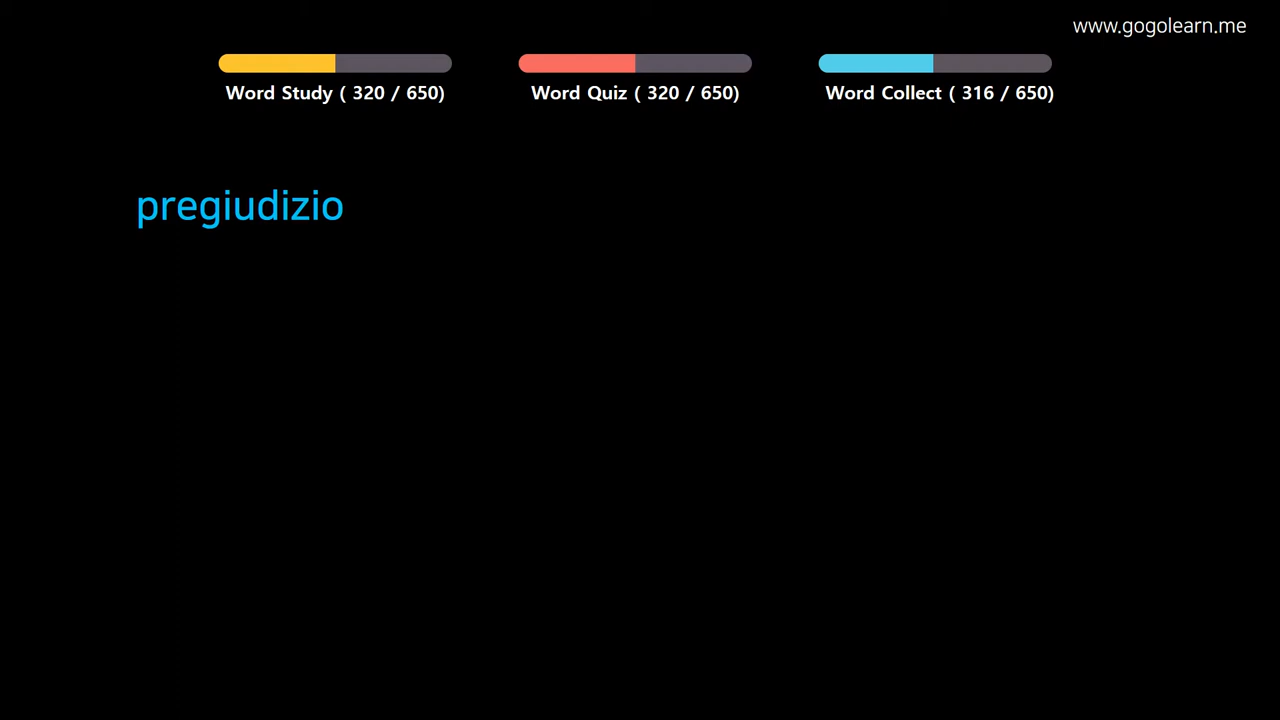 www.gogolearn.me
Word Study ( 320 / 650)
Word Quiz ( 320 / 650)
Word Collect ( 316 / 650)
pregiudizio